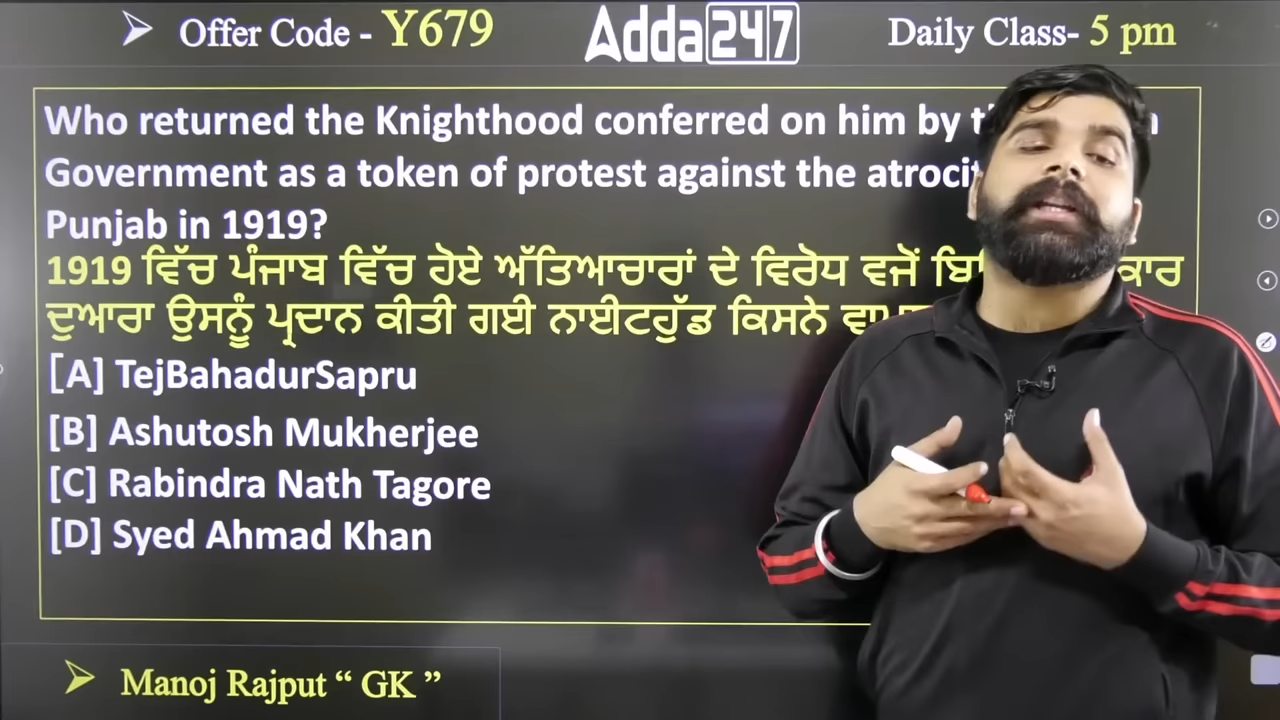 ➢ Offer Code - Y679
Adda247
Daily Class- 5 pm
Who returned the Knighthood conferred on him by
Government as a token of protest against the
Punjab in 1919?
1919 ਵਿੱਚ ਪੰਜਾਬ ਵਿੱਚ ਹੋਏ ਅੱਤਿਆਚਾਰਾਂ ਦੇ ਵਿਰੋਧ ਵਜੋਂ
ਦੁਆਰਾ ਉਸਨੂੰ ਪ੍ਰਦਾਨ ਕੀਤੀ ਗਈ ਨਾਈਟਹੁੱਡ ਕਿਸਨੇ
[A] TejBahadurSapru
[B] Ashutosh Mukherjee
[C] Rabindra Nath Tagore
[D] Syed Ahmad Khan
➢ Manoj Rajput “ GK ”